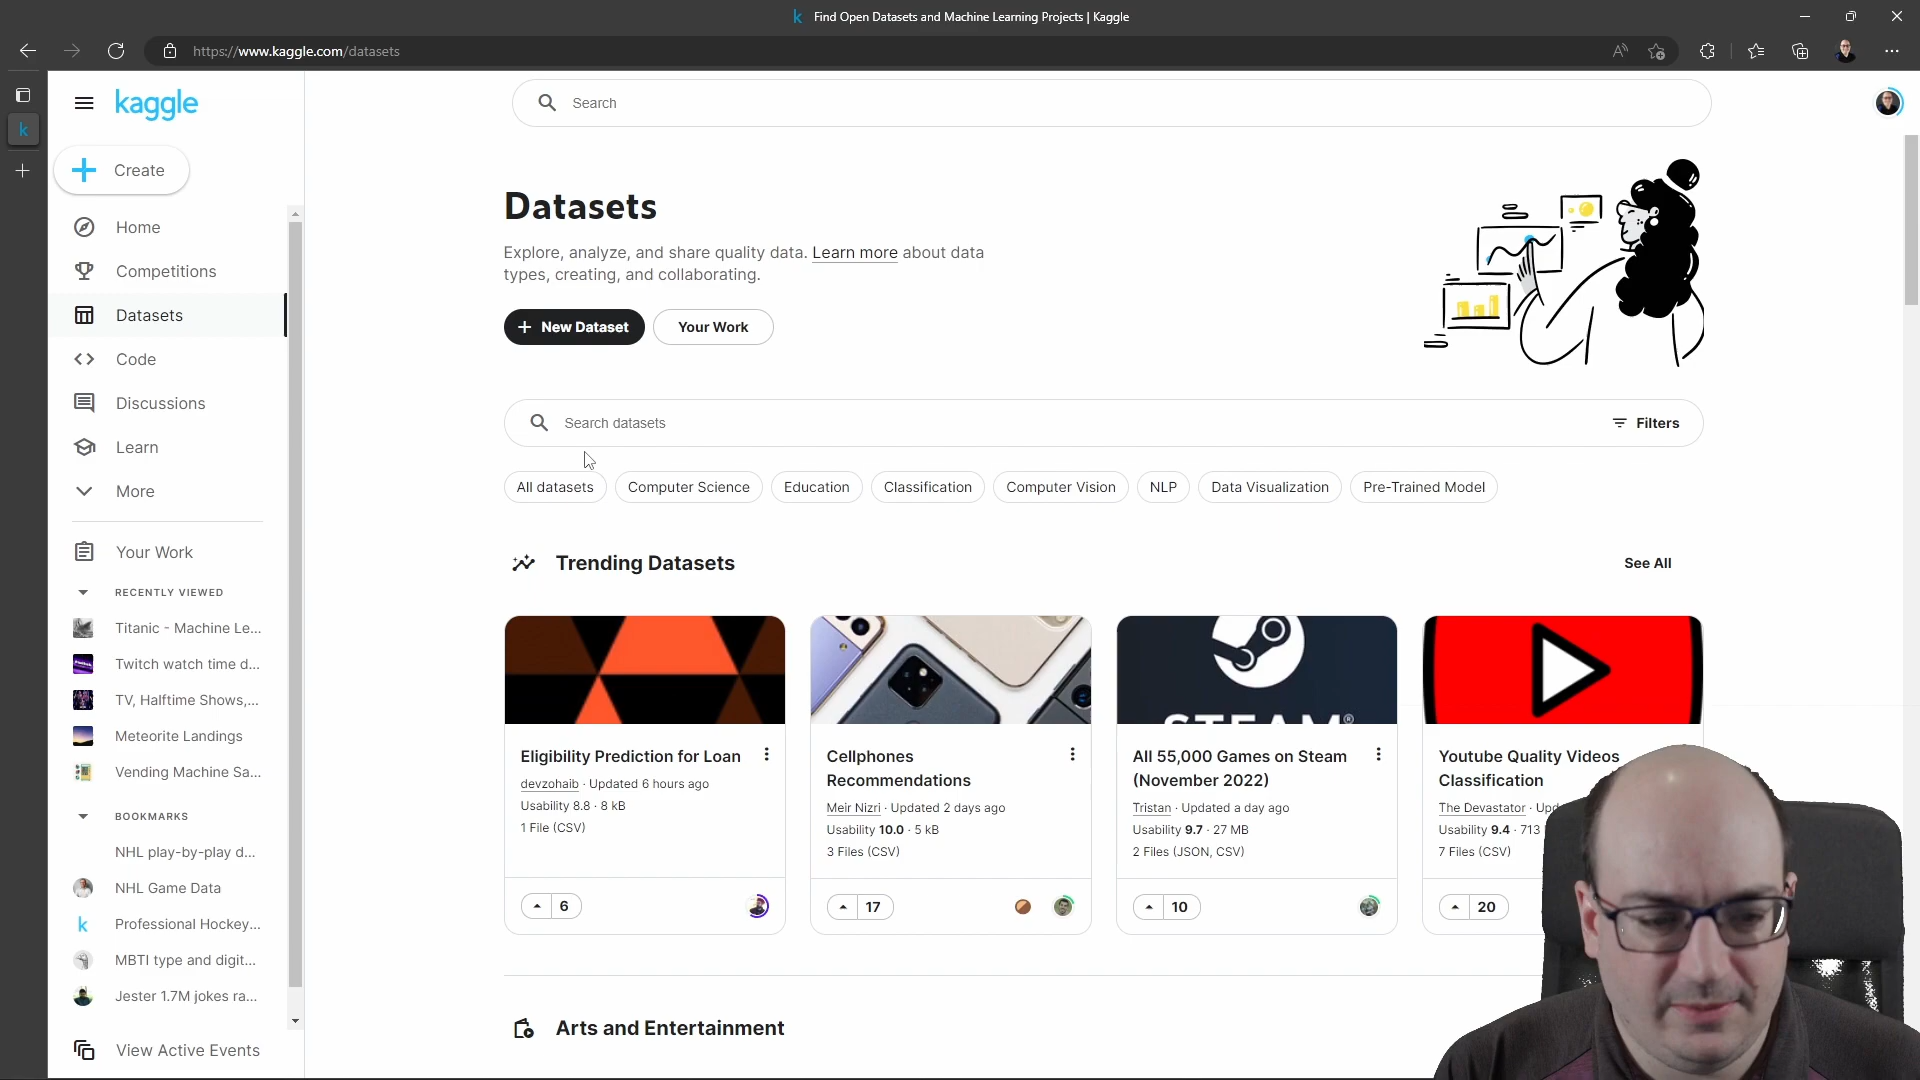 k Find Open Datasets and Machine Learning Projects | Kaggle
https://www.kaggle.com/datasets
kaggle
Search
Create
Home
Competitions
Datasets
Code
Discussions
Learn
More
Your Work
RECENTLY VIEWED
Titanic - Machine Le...
Twitch watch time d...
TV, Halftime Shows,...
Meteorite Landings
Vending Machine Sa...
BOOKMARKS
NHL play-by-play d...
NHL Game Data
k Professional Hockey...
MBTI type and digit...
Jester 1.7M jokes ra...
View Active Events
Datasets
Explore, analyze, and share quality data. Learn more about data
types, creating, and collaborating.
+ New Dataset Your Work
Search datasets Filters
All datasets Computer Science Education Classification Computer Vision NLP Data Visualization Pre-Trained Model
Trending Datasets See All
Eligibility Prediction for Loan
devzohaib · Updated 6 hours ago
Usability 8.8 · 8 kB
1 File (CSV)
6
Cellphones
Recommendations
Meir Nizri · Updated 2 days ago
Usability 10.0 · 5 kB
3 Files (CSV)
17
STEAM®
All 55,000 Games on Steam
(November 2022)
Tristan · Updated a day ago
Usability 9.7 · 27 MB
2 Files (JSON, CSV)
10
Youtube Quality Videos
Classification
The Devastator ·
Usability 9.4 · 713
7 Files (CSV)
20
Arts and Entertainment